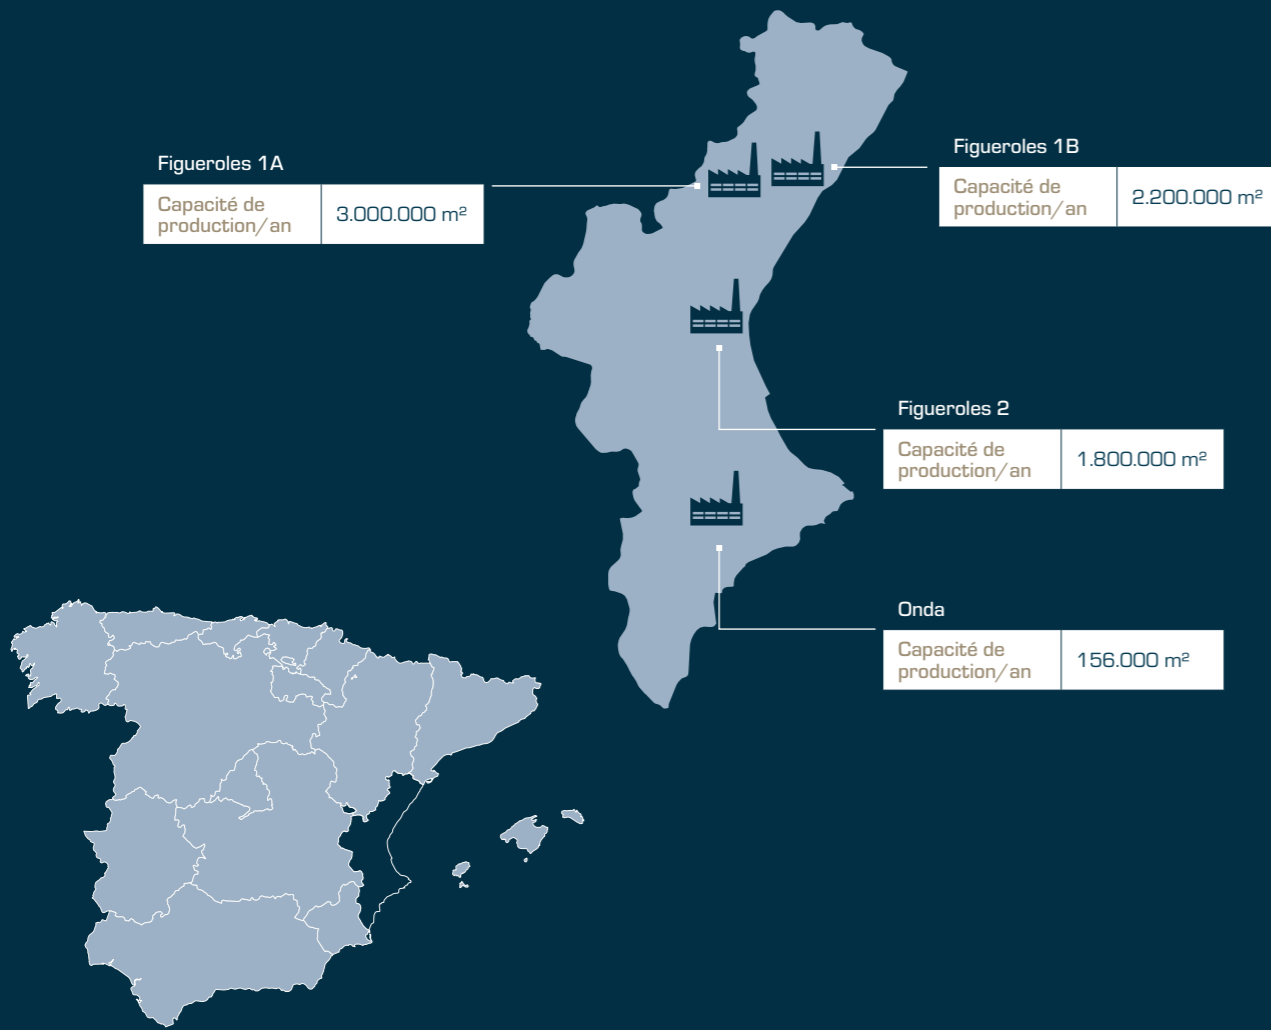 Figueroles 1A
Capacité de
production/an
3.000.000 m²
Figueroles 1B
Capacité de
production/an
2.200.000 m²
Figueroles 2
Capacité de
production/an
1.800.000 m²
Onda
Capacité de
production/an
156.000 m²